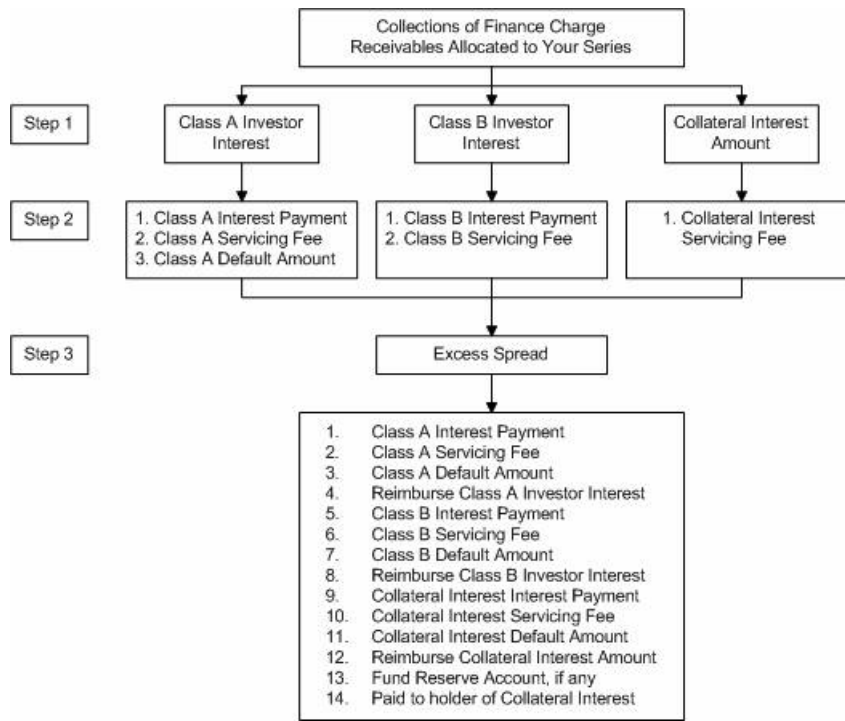 Collections of Finance Charge
Receivables Allocated to Your Series
Step 1
Class A Investor
Interest
Class B Investor
Interest
Collateral Interest
Amount
Step 2
1. Class A Interest Payment
2. Class A Servicing Fee
3. Class A Default Amount
1. Class B Interest Payment
2. Class B Servicing Fee
1. Collateral Interest
Servicing Fee
Step 3
Excess Spread
1. Class A Interest Payment
2. Class A Servicing Fee
3. Class A Default Amount
4. Reimburse Class A Investor Interest
5. Class B Interest Payment
6. Class B Servicing Fee
7. Class B Default Amount
8. Reimburse Class B Investor Interest
9. Collateral Interest Interest Payment
10. Collateral Interest Servicing Fee
11. Collateral Interest Default Amount
12. Reimburse Collateral Interest Amount
13. Fund Reserve Account, if any
14. Paid to holder of Collateral Interest